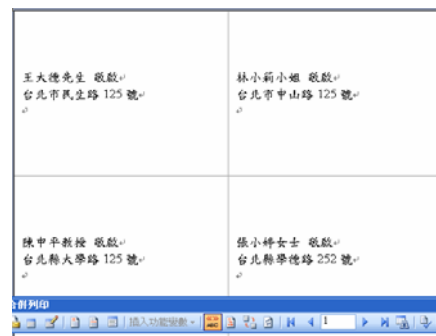 王大德先生 敬啟
台北市民生路 125 號
林小莉小姐 敬啟
台北市中山路 125 號
陳中平教授 敬啟
台北縣大學路 125 號
張小婷女士 敬啟
台北縣學德路 252 號
合併列印
插入功能變數
1